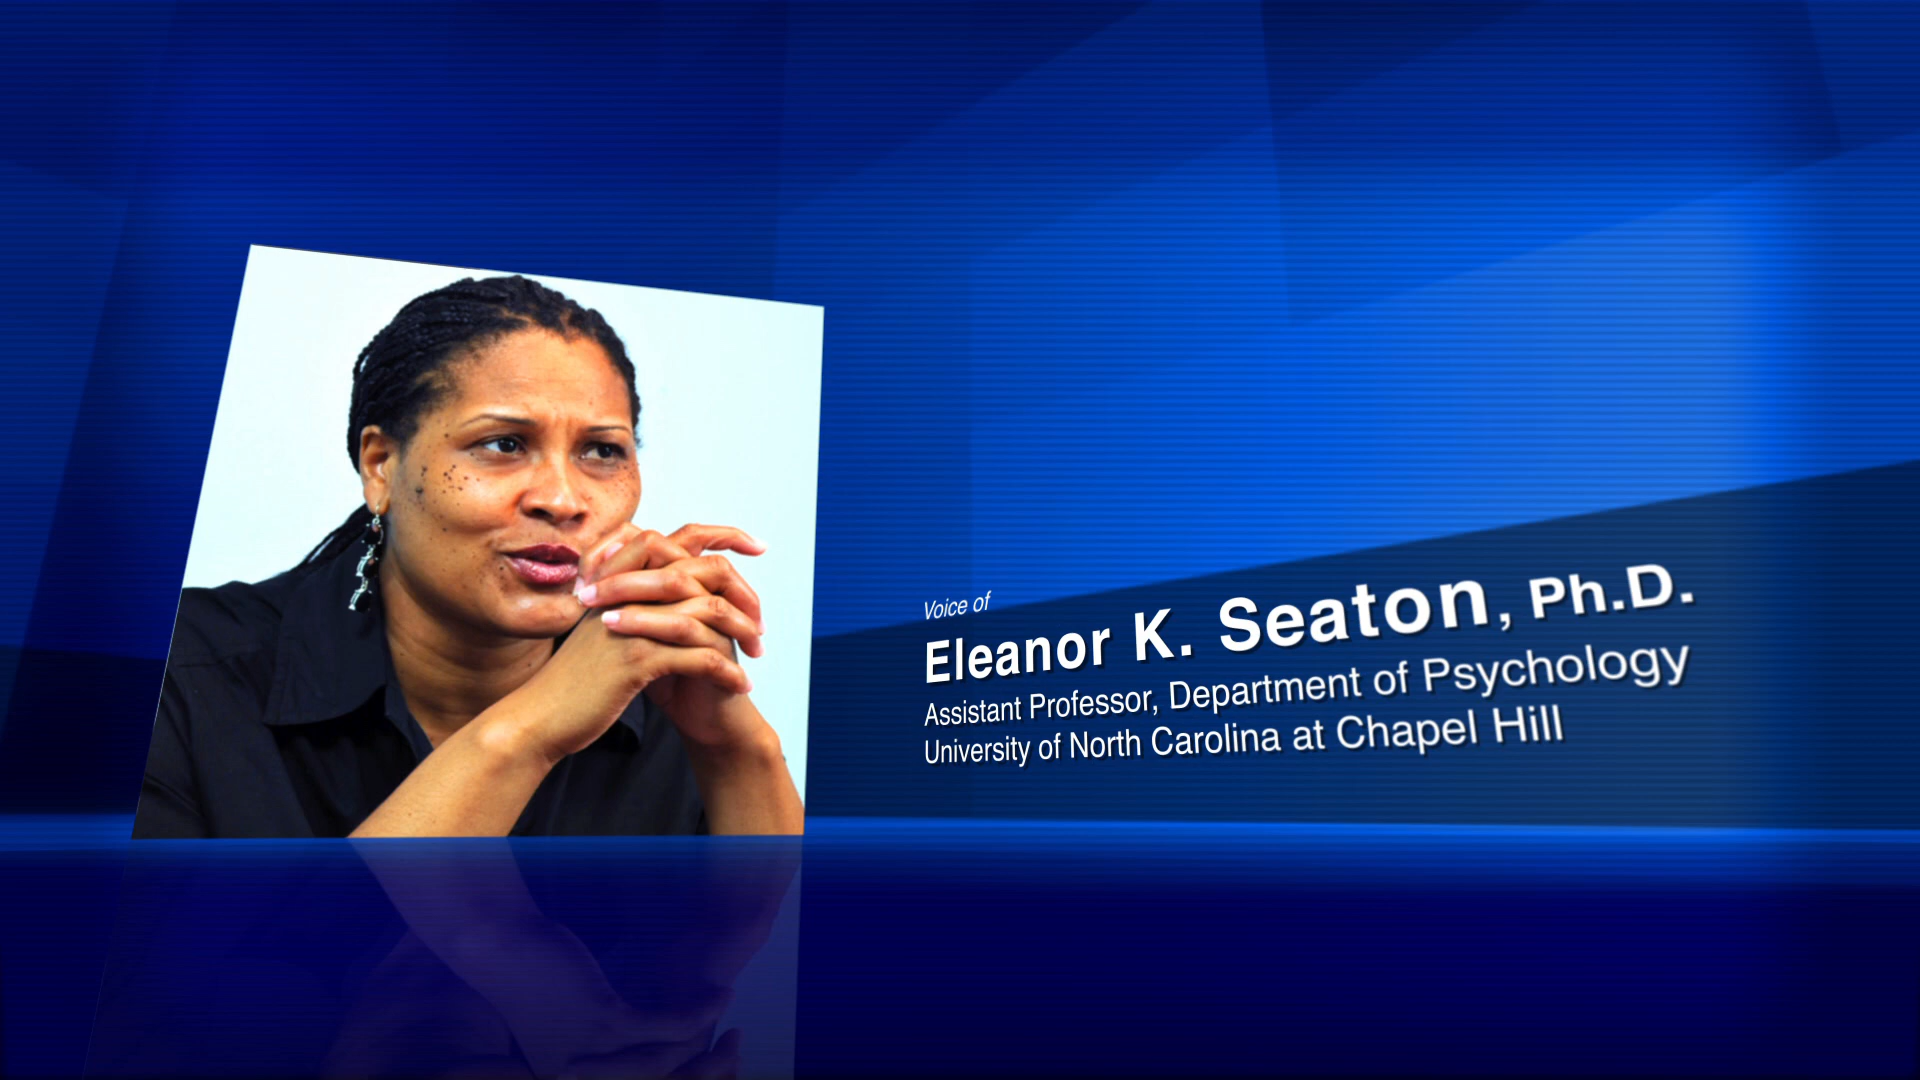 Voice of
Eleanor K. Seaton, Ph.D.
Assistant Professor, Department of Psychology
University of North Carolina at Chapel Hill